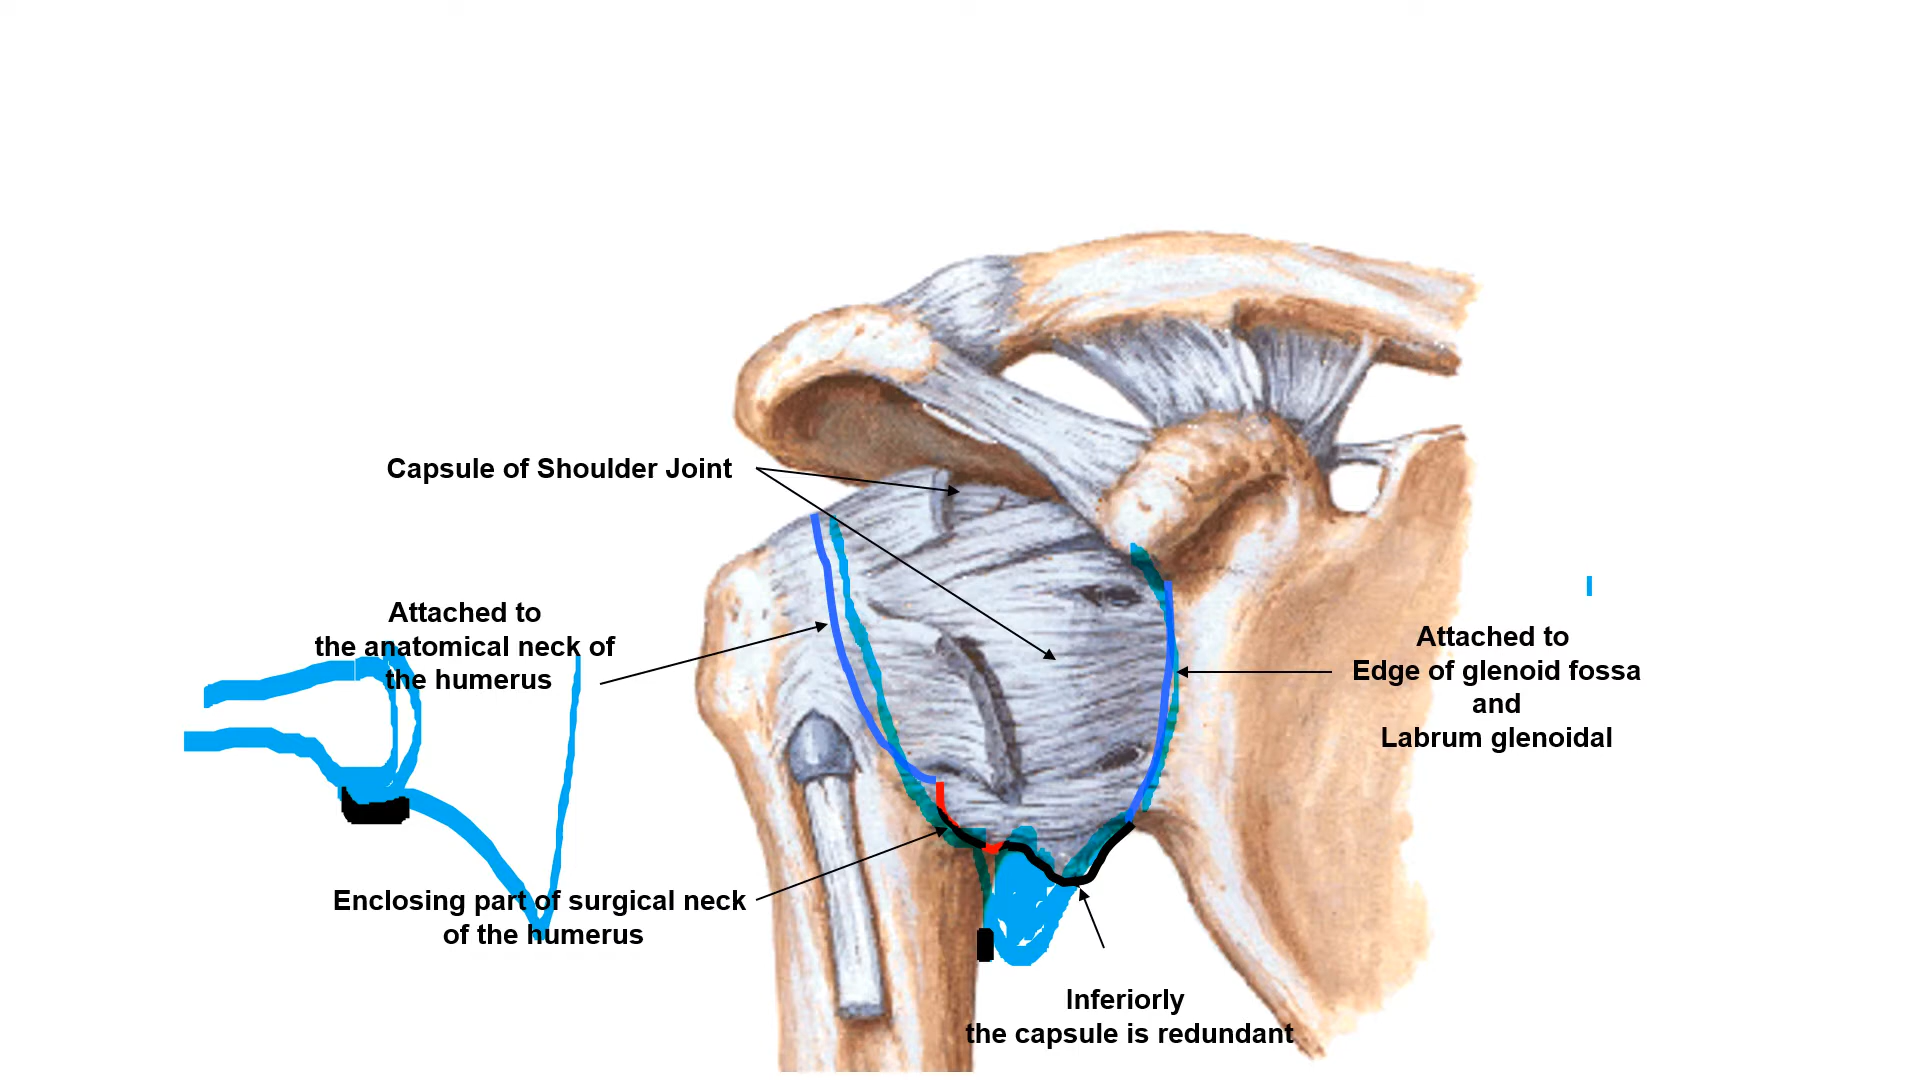 Capsule of Shoulder Joint
Attached to
the anatomical neck of
the humerus
Attached to
Edge of glenoid fossa
and
Labrum glenoidal
Enclosing part of surgical neck
of the humerus
Inferiorly
the capsule is redundant